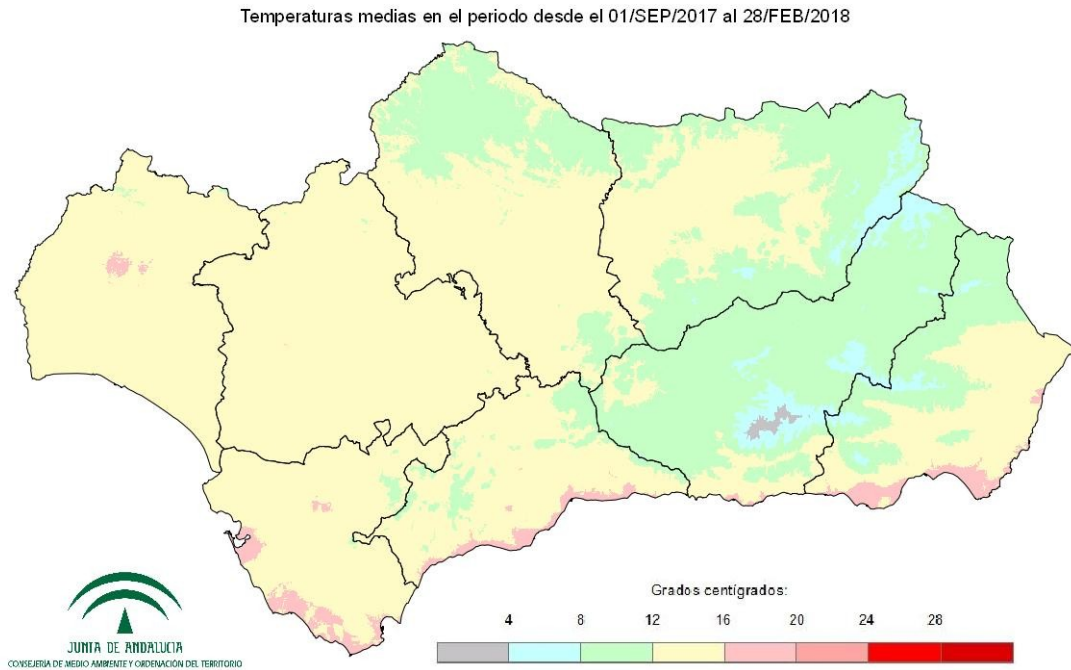 Temperaturas medias en el periodo desde el 01/SEP/2017 al 28/FEB/2018
Grados centígrados:
4 8 12 16 20 24 28
JUNTA DE ANDALUCIA
CONSEJERIA DE MEDIO AMBIENTE Y ORDENACIÓN DEL TERRITORIO